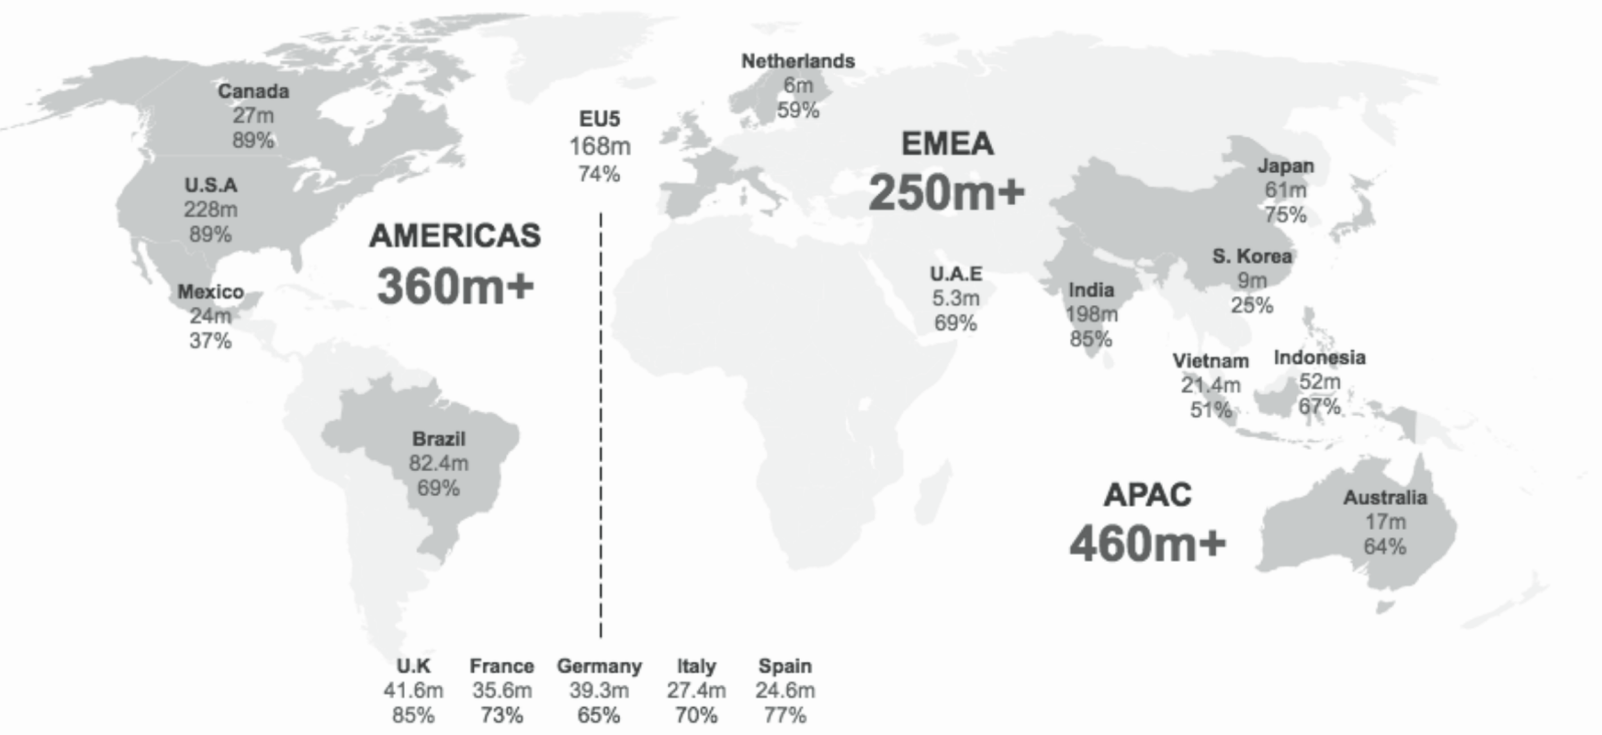 Netherlands
6m
59%
Canada
27m
89%
EU5
168m
74%
EMEA
250m+
Japan
61m
75%
U.S.A
228m
89%
AMERICAS
360m+
S. Korea
9m
25%
U.A.E
5.3m
69%
India
198m
85%
Mexico
24m
37%
Vietnam
21.4m
51%
Indonesia
52m
67%
Brazil
82.4m
69%
APAC
460m+
Australia
17m
64%
U.K
41.6m
85%
France
35.6m
73%
Germany
39.3m
65%
Italy
27.4m
70%
Spain
24.6m
77%